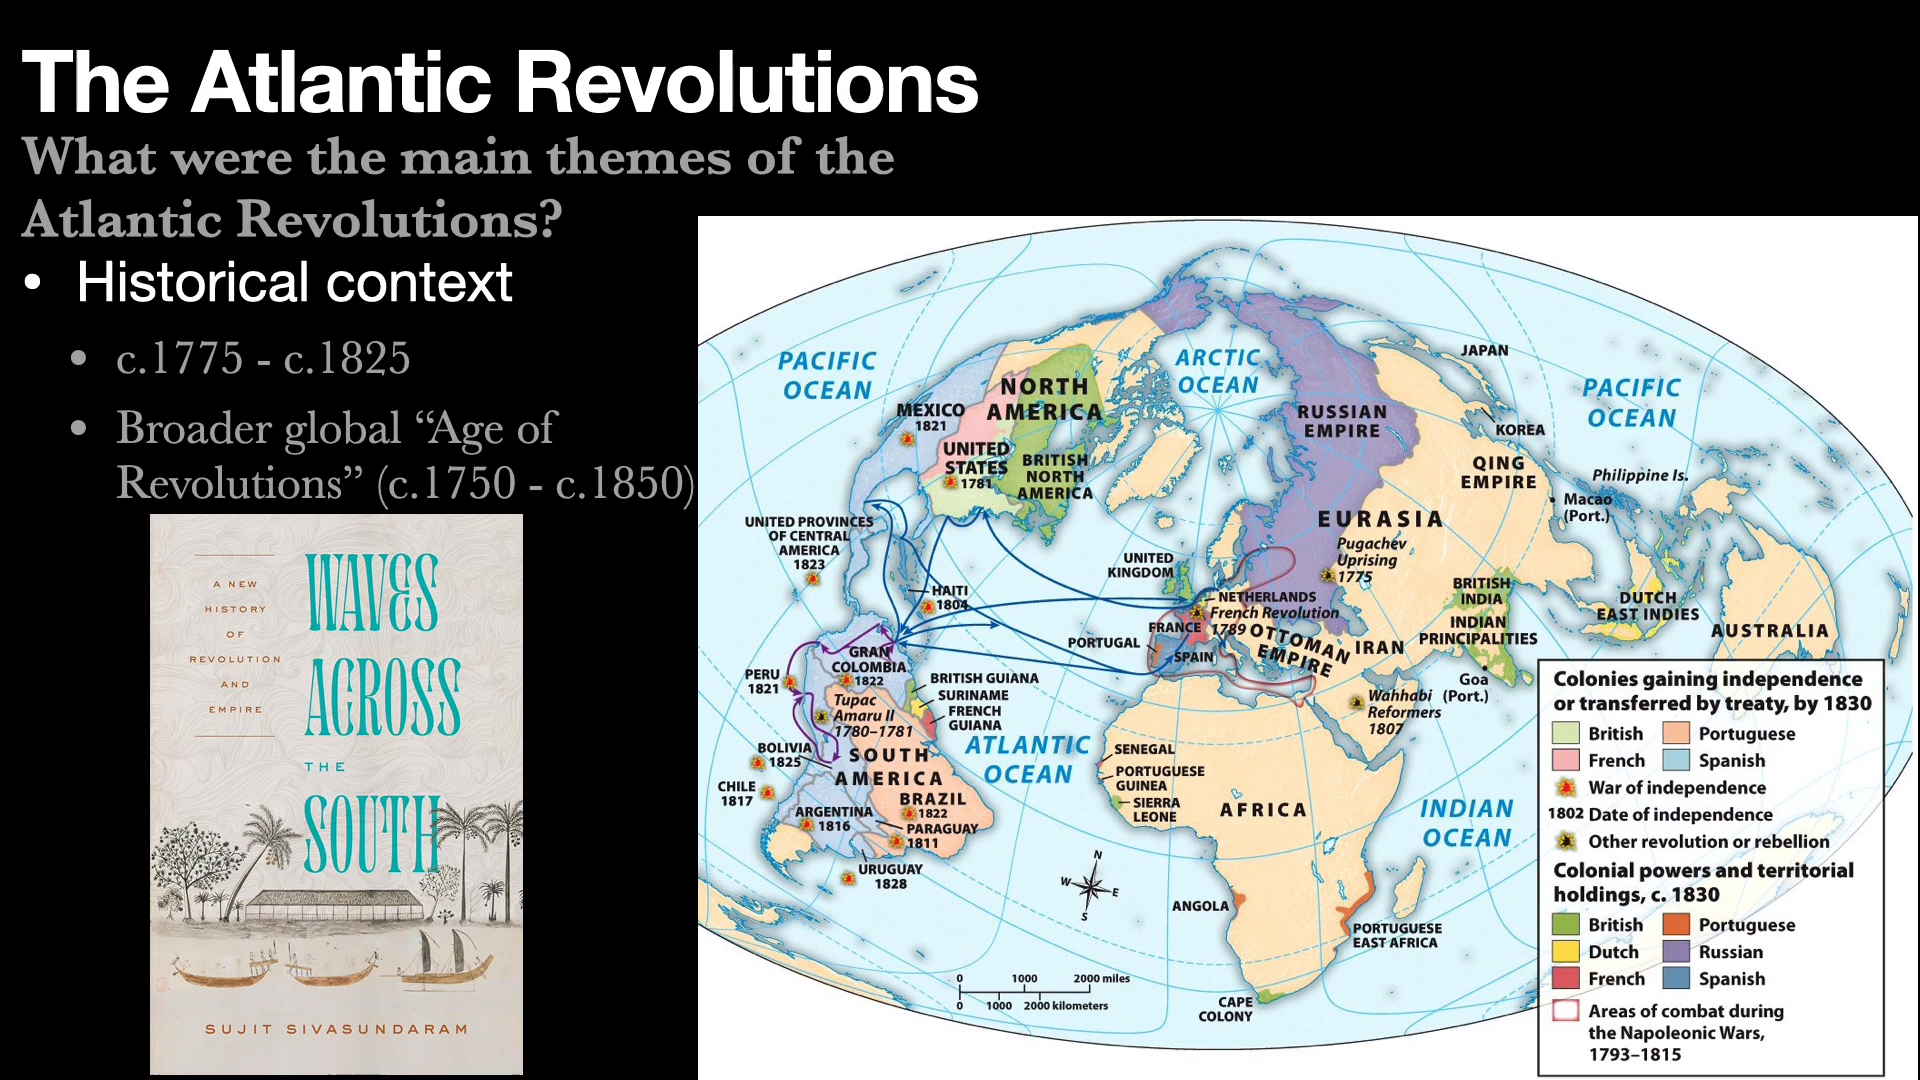 The Atlantic Revolutions
What were the main themes of the
Atlantic Revolutions?
• Historical context
• c.1775 - c.1825
• Broader global “Age of
Revolutions” (c.1750 - c.1850)
A NEW
HISTORY
OF
REVOLUTION
AND
EMPIRE
WAVES
ACROSS
THE
SOUTH
SUJIT SIVASUNDARAM
PACIFIC
OCEAN
ARCTIC
OCEAN
JAPAN
PACIFIC
OCEAN
NORTH
AMERICA
MEXICO
1821
RUSSIAN
EMPIRE
KOREA
UNITED
STATES
1781
BRITISH
NORTH
AMERICA
QING
EMPIRE
Philippine Is.
Macao
(Port.)
EURASIA
UNITED PROVINCES
OF CENTRAL
AMERICA
1823
Pugachev
Uprising
1775
UNITED
KINGDOM
HAITI
1804
NETHERLANDS
French Revolution
1789
FRANCE
PORTUGAL
SPAIN
OTTOMAN
EMPIRE
IRAN
BRITISH
INDIA
INDIAN
PRINCIPALITIES
DUTCH
EAST INDIES
AUSTRALIA
GRAN
COLOMBIA
1822
PERU
1821
BRITISH GUIANA
SURINAME
FRENCH
GUIANA
Tupac
Amaru II
1780–1781
Goa
(Port.)
Wahhabi
Reformers
1807
BOLIVIA
1825
SOUTH
AMERICA
ATLANTIC
OCEAN
SENEGAL
PORTUGUESE
GUINEA
SIERRA
LEONE
AFRICA
INDIAN
OCEAN
CHILE
1817
ARGENTINA
1816
BRAZIL
1822
PARAGUAY
1811
URUGUAY
1828
N
W
E
S
ANGOLA
PORTUGUESE
EAST AFRICA
CAPE
COLONY
0 1000 2000 miles
0 1000 2000 kilometers
Colonies gaining independence
or transferred by treaty, by 1830
British Portuguese
French Spanish
War of independence
1802 Date of independence
Other revolution or rebellion
Colonial powers and territorial
holdings, c. 1830
British Portuguese
Dutch Russian
French Spanish
Areas of combat during
the Napoleonic Wars,
1793–1815